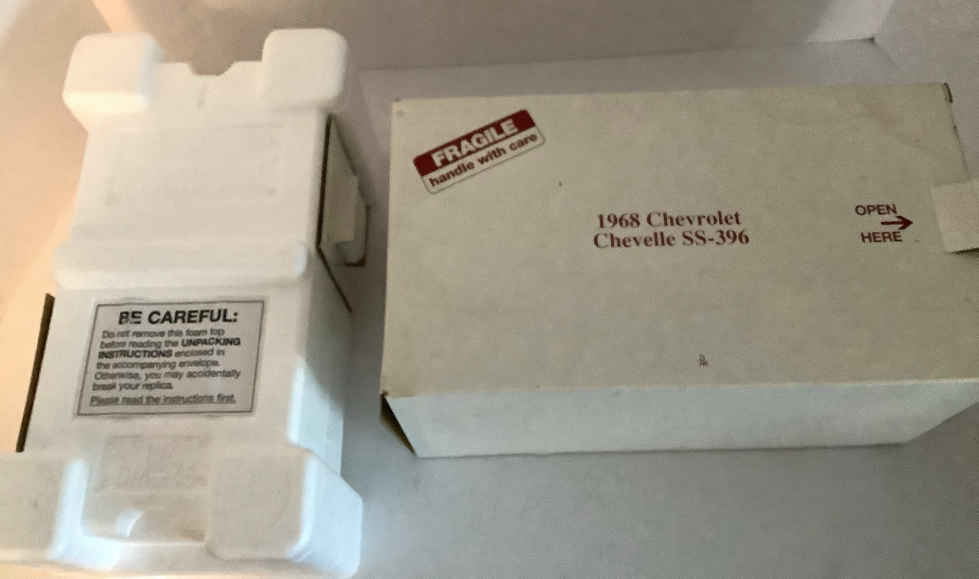 BE CAREFUL:
Do not remove this foam top
before reading the UNPACKING
INSTRUCTIONS enclosed in
the accompanying envelope.
Otherwise, you may accidentally
break your replica.
Please read the instructions first.
FRAGILE
handle with care
1968 Chevrolet
Chevelle SS-396
OPEN
HERE